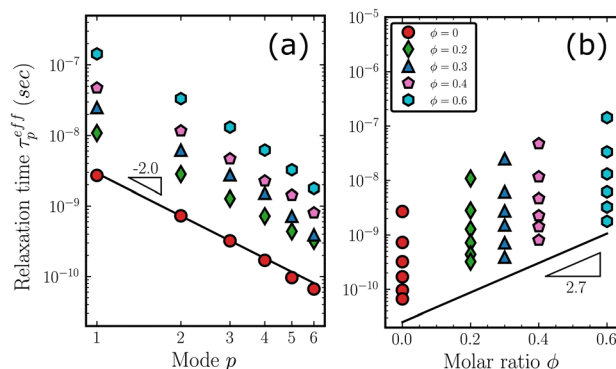 (a)
Relaxation time τ_p^{eff} (sec)
10^{-7}
10^{-8}
10^{-9}
10^{-10}
-2.0
1 2 3 4 5 6
Mode p
(b)
10^{-5}
10^{-6}
10^{-7}
10^{-8}
10^{-9}
10^{-10}
ϕ = 0
ϕ = 0.2
ϕ = 0.3
ϕ = 0.4
ϕ = 0.6
2.7
0.0 0.2 0.4 0.6
Molar ratio ϕ